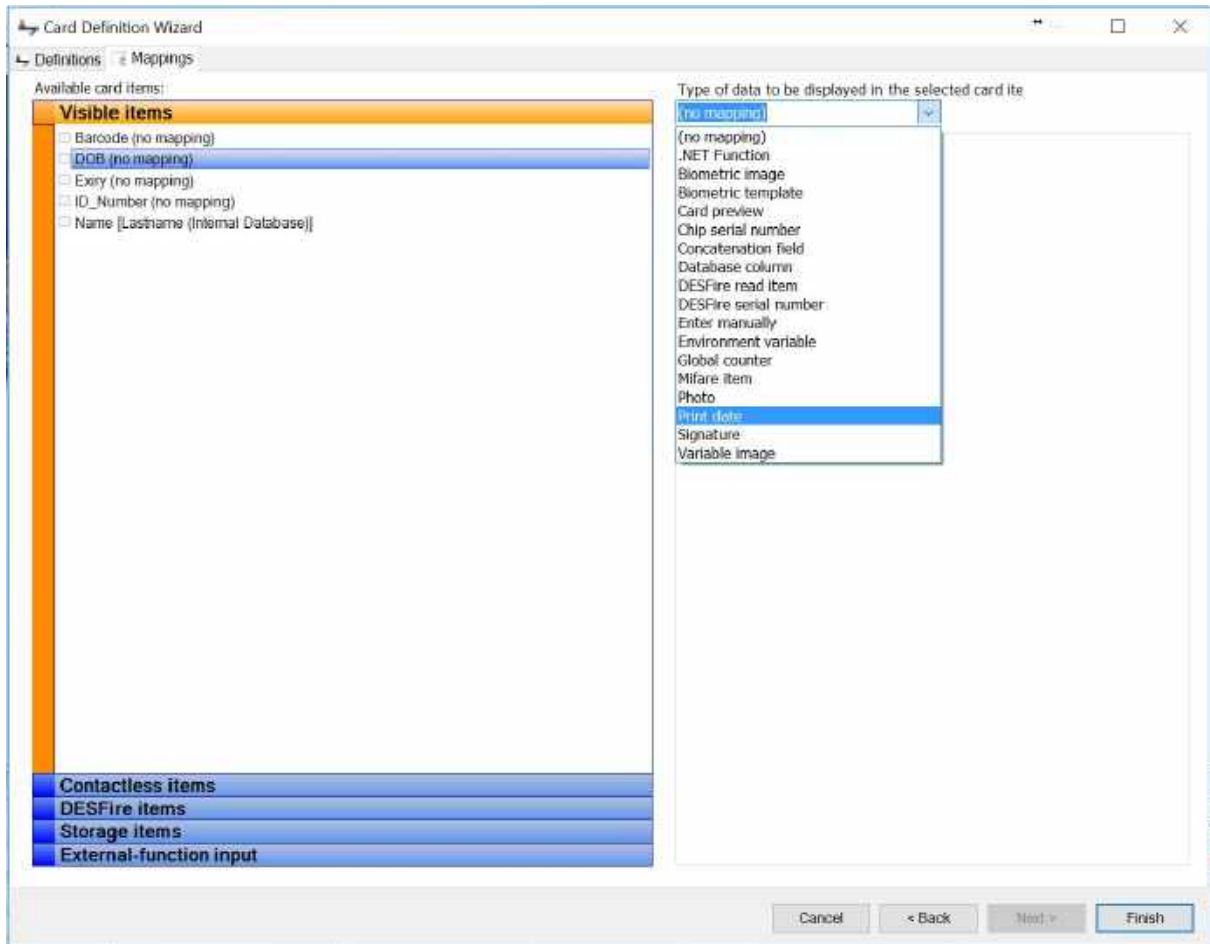 Card Definition Wizard
Definitions
Mappings
Available card items:
Visible items
Barcode (no mapping)
DOB (no mapping)
Exiry (no mapping)
ID_Number (no mapping)
Name [Lastname (Internal Database)]
Contactless items
DESFire items
Storage items
External-function input
Type of data to be displayed in the selected card ite
(no mapping)
(no mapping)
.NET Function
Biometric image
Biometric template
Card preview
Chip serial number
Concatenation field
Database column
DESFire read item
DESFire serial number
Enter manually
Environment variable
Global counter
Mifare item
Photo
Print date
Signature
Variable image
Cancel
< Back
Next >
Finish